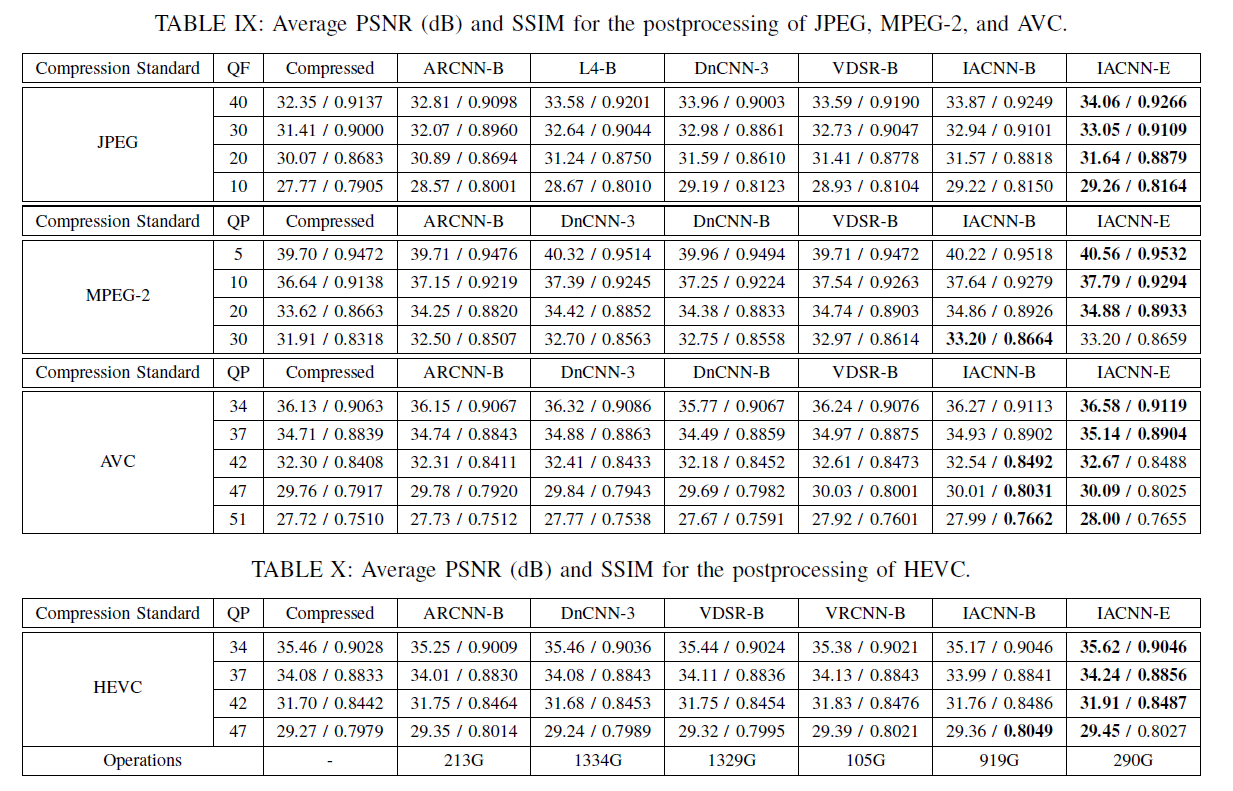 TABLE IX: Average PSNR (dB) and SSIM for the postprocessing of JPEG, MPEG-2, and AVC.
Compression Standard QF Compressed ARCNN-B L4-B DnCNN-3 VDSR-B IACNN-B IACNN-E
JPEG
40 32.35 / 0.9137 32.81 / 0.9098 33.58 / 0.9201 33.96 / 0.9003 33.59 / 0.9190 33.87 / 0.9249 34.06 / 0.9266
30 31.41 / 0.9000 32.07 / 0.8960 32.64 / 0.9044 32.98 / 0.8861 32.73 / 0.9047 32.94 / 0.9101 33.05 / 0.9109
20 30.07 / 0.8683 30.89 / 0.8694 31.24 / 0.8750 31.59 / 0.8610 31.41 / 0.8778 31.57 / 0.8818 31.64 / 0.8879
10 27.77 / 0.7905 28.57 / 0.8001 28.67 / 0.8010 29.19 / 0.8123 28.93 / 0.8104 29.22 / 0.8150 29.26 / 0.8164
Compression Standard QP Compressed ARCNN-B DnCNN-3 DnCNN-B VDSR-B IACNN-B IACNN-E
MPEG-2
5 39.70 / 0.9472 39.71 / 0.9476 40.32 / 0.9514 39.96 / 0.9494 39.71 / 0.9472 40.22 / 0.9518 40.56 / 0.9532
10 36.64 / 0.9138 37.15 / 0.9219 37.39 / 0.9245 37.25 / 0.9224 37.54 / 0.9263 37.64 / 0.9279 37.79 / 0.9294
20 33.62 / 0.8663 34.25 / 0.8820 34.42 / 0.8852 34.38 / 0.8833 34.74 / 0.8903 34.86 / 0.8926 34.88 / 0.8933
30 31.91 / 0.8318 32.50 / 0.8507 32.70 / 0.8563 32.75 / 0.8558 32.97 / 0.8614 33.20 / 0.8664 33.20 / 0.8659
Compression Standard QP Compressed ARCNN-B DnCNN-3 DnCNN-B VDSR-B IACNN-B IACNN-E
AVC
34 36.13 / 0.9063 36.15 / 0.9067 36.32 / 0.9086 35.77 / 0.9067 36.24 / 0.9076 36.27 / 0.9113 36.58 / 0.9119
37 34.71 / 0.8839 34.74 / 0.8843 34.88 / 0.8863 34.49 / 0.8859 34.97 / 0.8875 34.93 / 0.8902 35.14 / 0.8904
42 32.30 / 0.8408 32.31 / 0.8411 32.41 / 0.8433 32.18 / 0.8452 32.61 / 0.8473 32.54 / 0.8492 32.67 / 0.8488
47 29.76 / 0.7917 29.78 / 0.7920 29.84 / 0.7943 29.69 / 0.7982 30.03 / 0.8001 30.01 / 0.8031 30.09 / 0.8025
51 27.72 / 0.7510 27.73 / 0.7512 27.77 / 0.7538 27.67 / 0.7591 27.92 / 0.7601 27.99 / 0.7662 28.00 / 0.7655
TABLE X: Average PSNR (dB) and SSIM for the postprocessing of HEVC.
Compression Standard QP Compressed ARCNN-B DnCNN-3 VDSR-B VRCNN-B IACNN-B IACNN-E
HEVC
34 35.46 / 0.9028 35.25 / 0.9009 35.46 / 0.9036 35.44 / 0.9024 35.38 / 0.9021 35.17 / 0.9046 35.62 / 0.9046
37 34.08 / 0.8833 34.01 / 0.8830 34.08 / 0.8843 34.11 / 0.8836 34.13 / 0.8843 33.99 / 0.8841 34.24 / 0.8856
42 31.70 / 0.8442 31.75 / 0.8464 31.68 / 0.8453 31.75 / 0.8454 31.83 / 0.8476 31.76 / 0.8486 31.91 / 0.8487
47 29.27 / 0.7979 29.35 / 0.8014 29.24 / 0.7989 29.32 / 0.7995 29.39 / 0.8021 29.36 / 0.8049 29.45 / 0.8027
Operations - 213G 1334G 1329G 105G 919G 290G